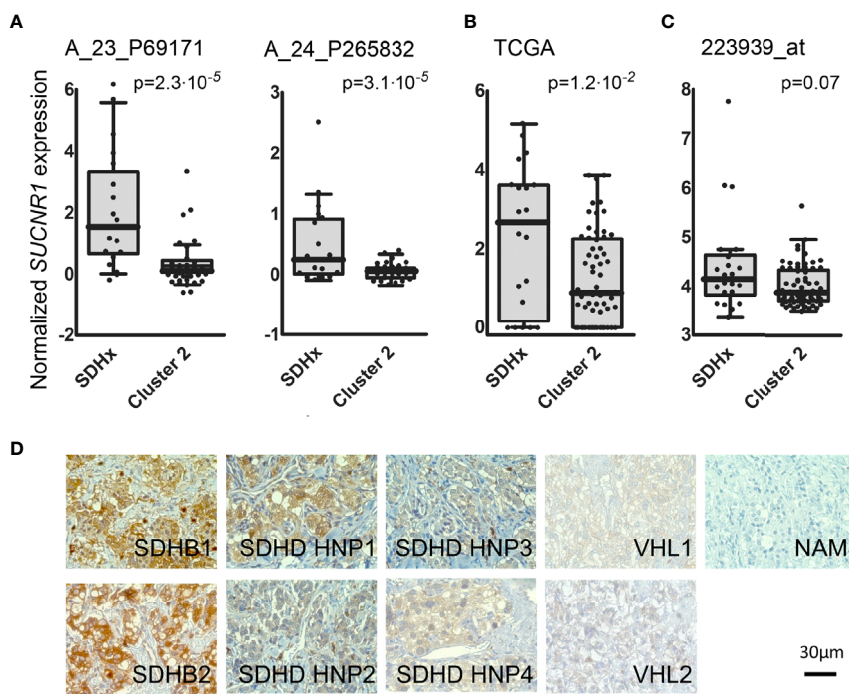 A
B
C
A_23_P69171
A_24_P265832
TCGA
223939_at
p=2.3·10-5
p=3.1·10-5
p=1.2·10-2
p=0.07
Normalized SUCNR1 expression
6
4
2
0
-2
3
2
1
0
-1
6
4
2
0
8
7
6
5
4
3
SDHx
Cluster 2
SDHx
Cluster 2
SDHx
Cluster 2
SDHx
Cluster 2
D
SDHB1
SDHD HNP1
SDHD HNP3
VHL1
NAM
SDHB2
SDHD HNP2
SDHD HNP4
VHL2
30µm